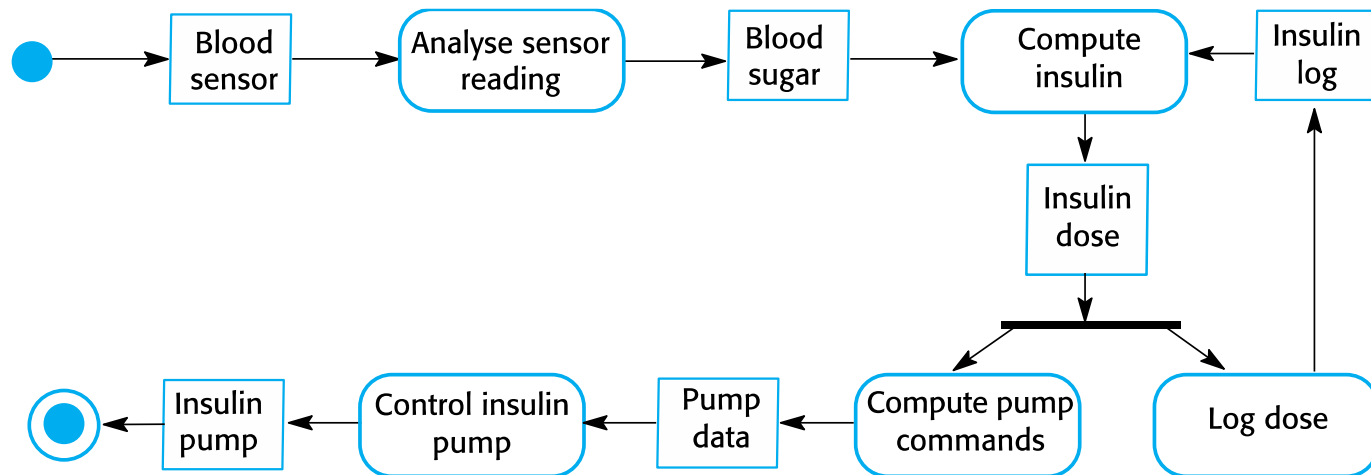 Blood
sensor
Analyse sensor
reading
Blood
sugar
Compute
insulin
Insulin
log
Insulin
dose
Insulin
pump
Control insulin
pump
Pump
data
Compute pump
commands
Log dose